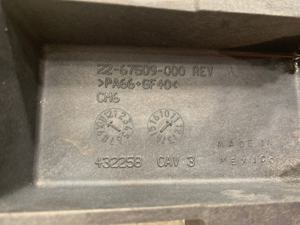 22-67509-000 REV
>PA66-GF40<
CH6
432258 CAV 3
MADE IN
MEXICO